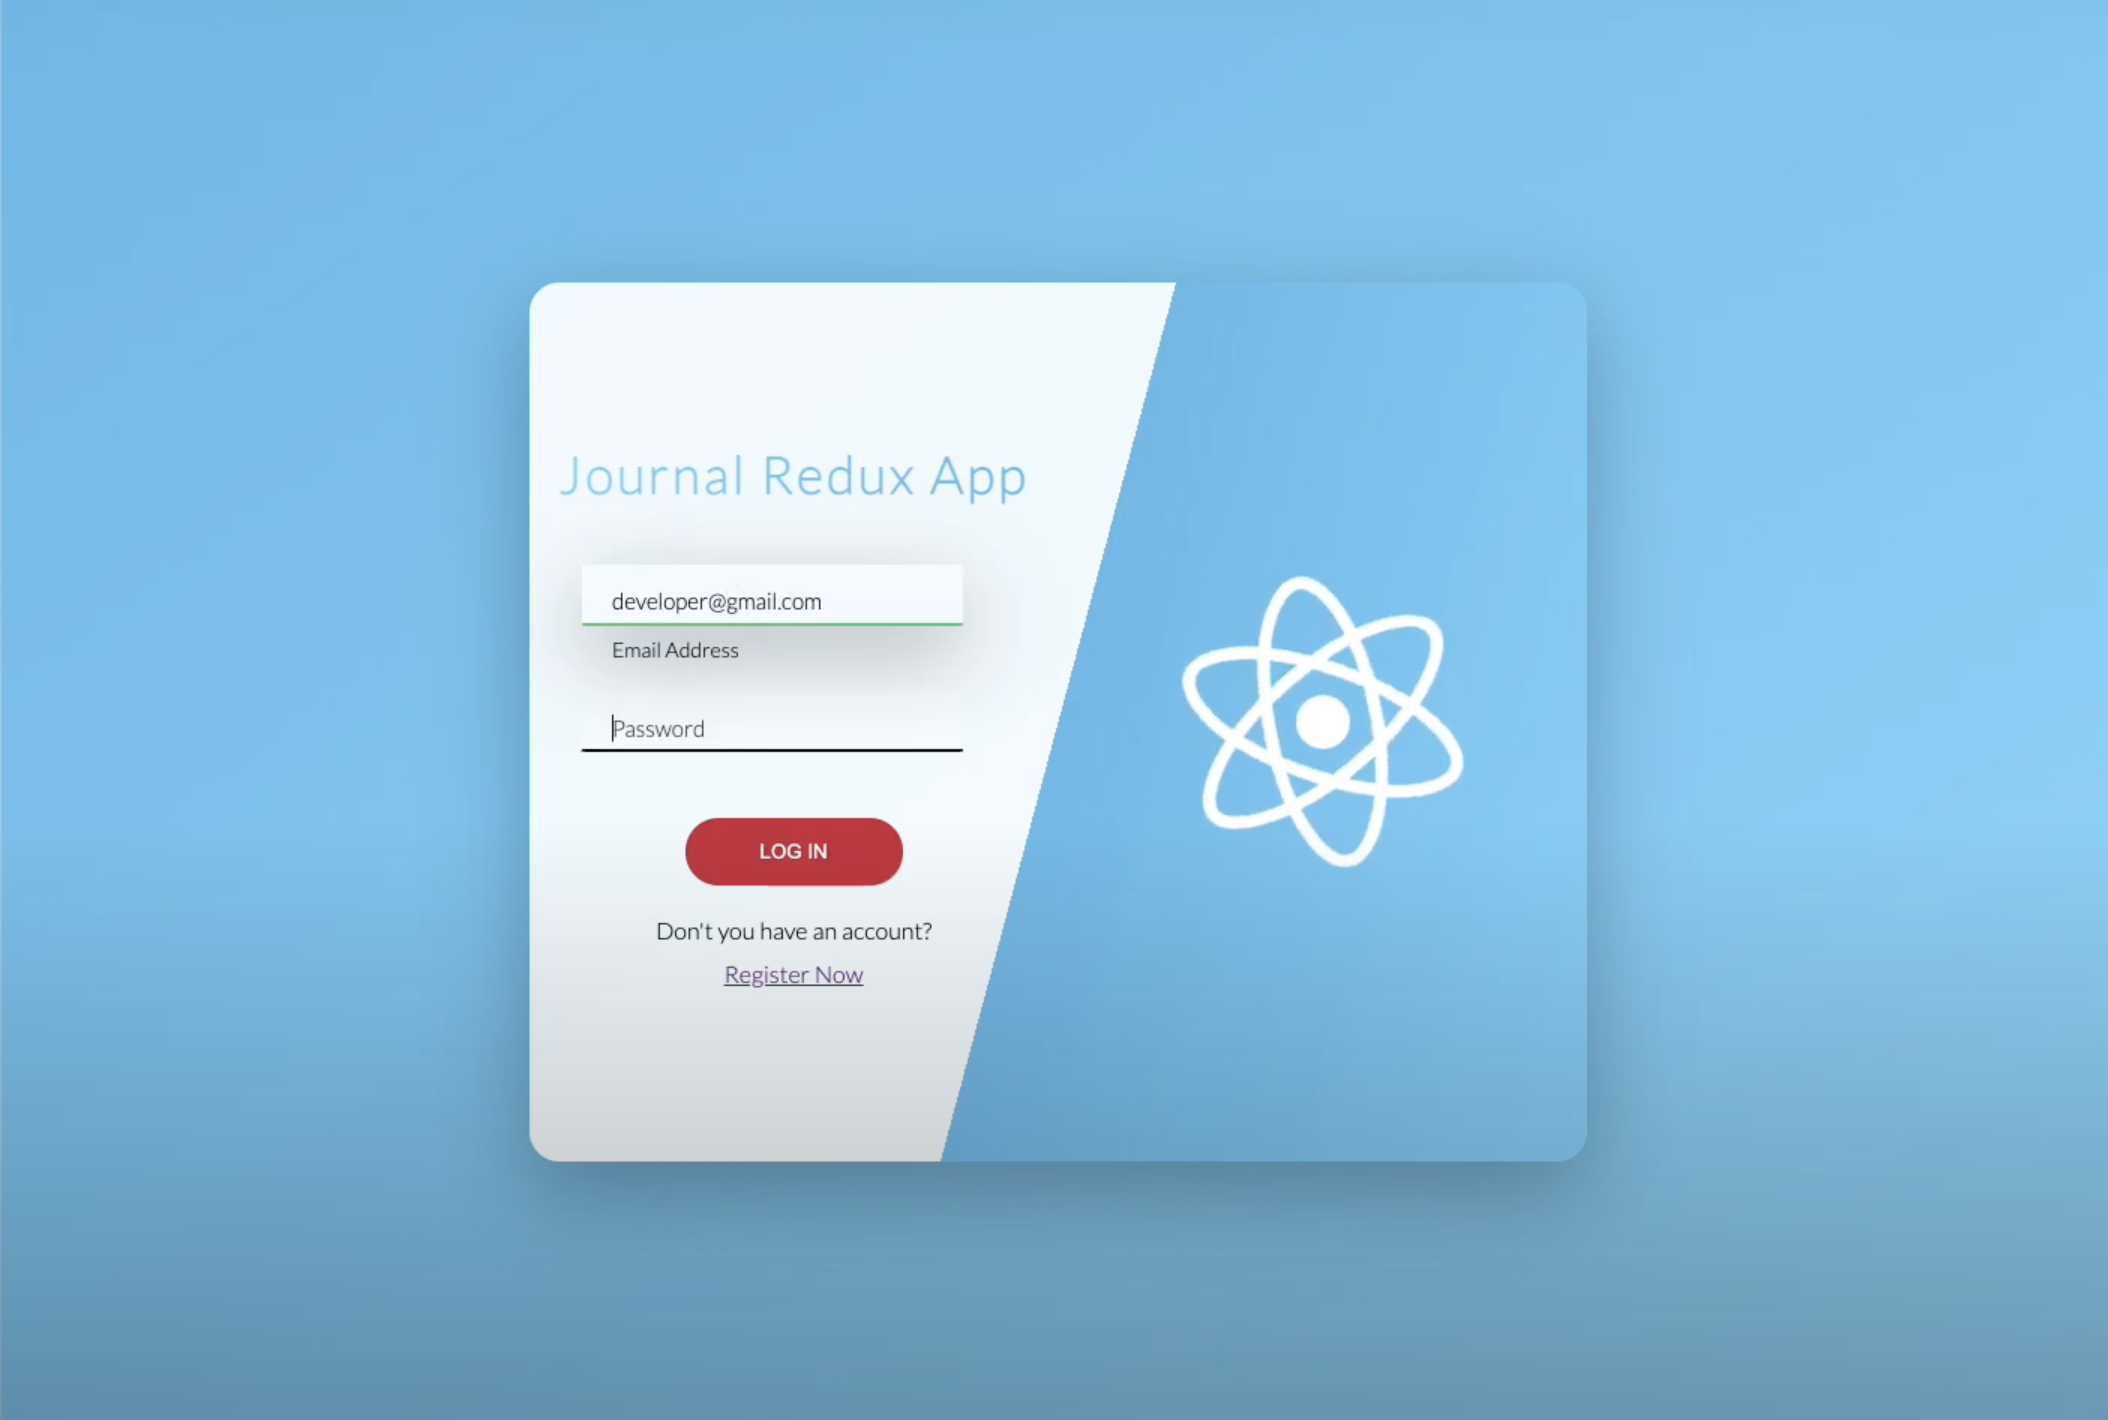 Journal Redux App
developer@gmail.com
Email Address
Password
LOG IN
Don't you have an account?
Register Now